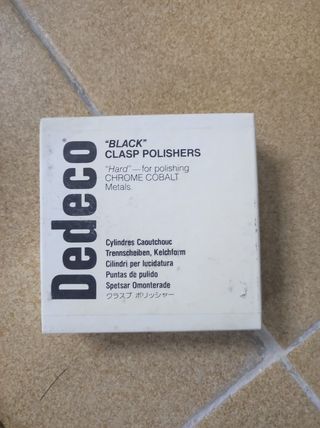 Dedeco®
"BLACK"
CLASP POLISHERS
"Hard"—for polishing
CHROME COBALT
Metals.
Cylindres Caoutchouc
Trennscheiben, Kelchform
Cilindri per lucidatura
Puntas de pulido
Spetsar Omonterade
クラスプ ポリッシャー